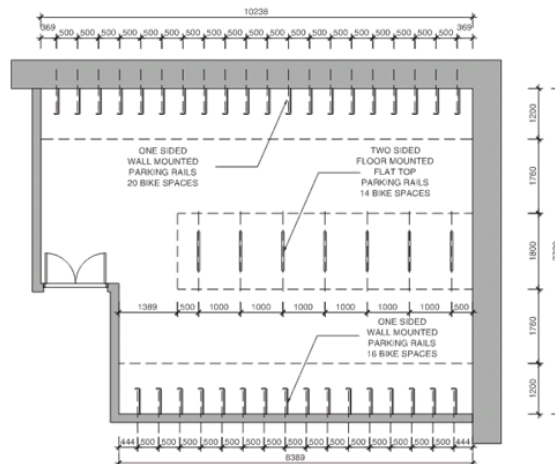 10238
369 500 500 500 500 500 500 500 500 500 500 500 500 500 500 500 500 500 500 500 369
1200
ONE SIDED
WALL MOUNTED
PARKING RAILS
20 BIKE SPACES
TWO SIDED
FLOOR MOUNTED
FLAT TOP
PARKING RAILS
14 BIKE SPACES
1760
1800
1389 500 1000 1000 1000 1000 1000 1000 500
ONE SIDED
WALL MOUNTED
PARKING RAILS
16 BIKE SPACES
1760
1200
444 500 500 500 500 500 500 500 500 500 500 500 500 500 500 500 444
8389